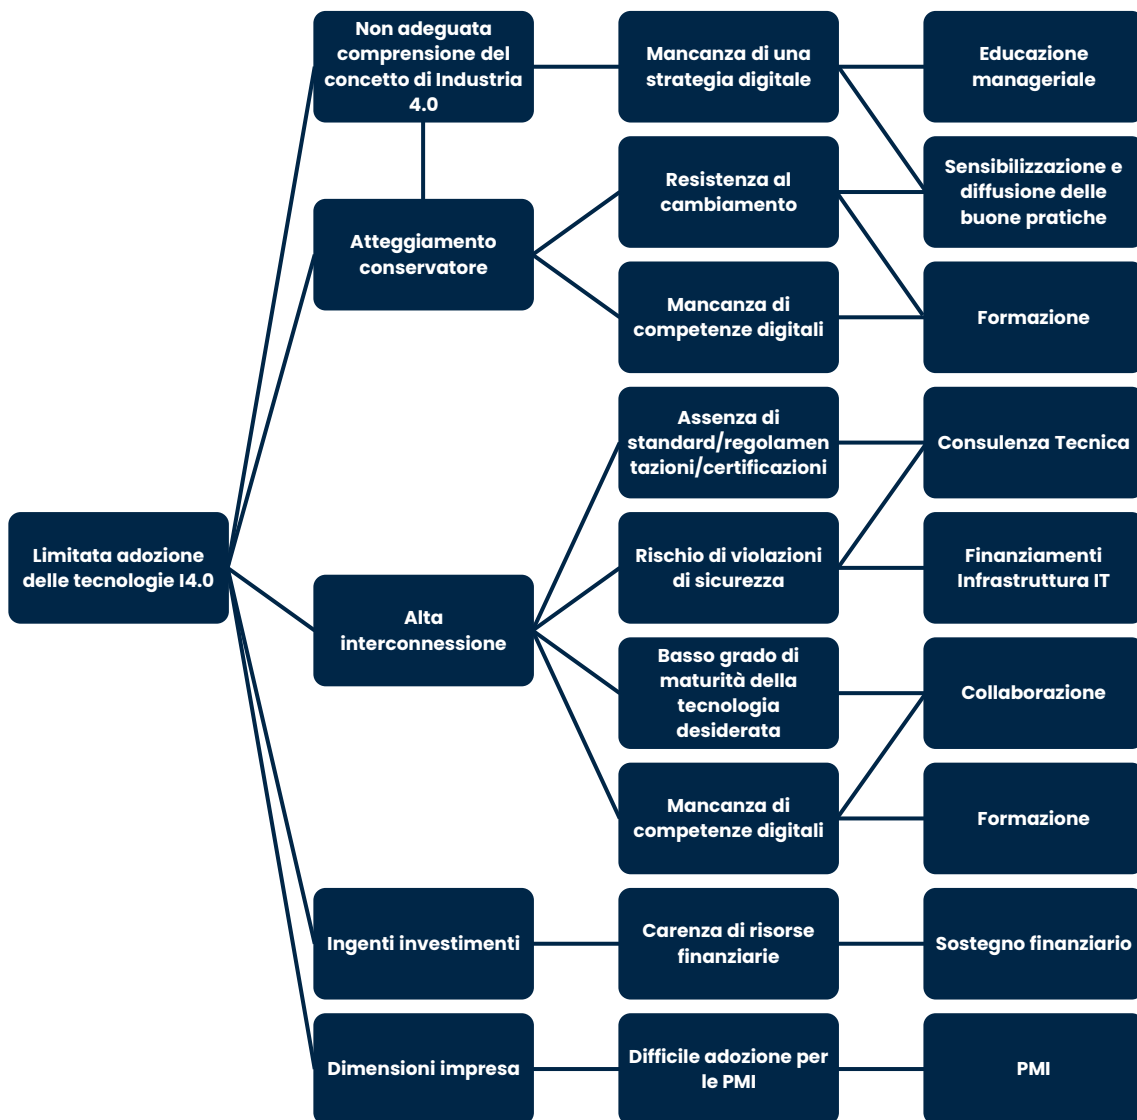 Non adeguata
comprensione del
concetto di Industria
4.0
Mancanza di una
strategia digitale
Educazione
manageriale
Resistenza al
cambiamento
Sensibilizzazione e
diffusione delle
buone pratiche
Atteggiamento
conservatore
Mancanza di
competenze digitali
Formazione
Assenza di
standard/regolamen
tazioni/certificazioni
Consulenza Tecnica
Limitata adozione
delle tecnologie I4.0
Rischio di violazioni
di sicurezza
Finanziamenti
Infrastruttura IT
Alta
interconnessione
Basso grado di
maturità della
tecnologia
desiderata
Collaborazione
Mancanza di
competenze digitali
Formazione
Ingenti investimenti
Carenza di risorse
finanziarie
Sostegno finanziario
Dimensioni impresa
Difficile adozione per
le PMI
PMI